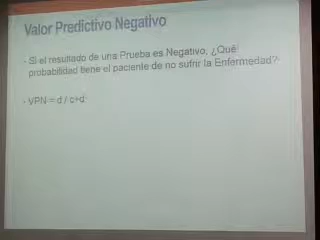 Valor Predictivo Negativo
- Si el resultado de una Prueba es Negativo, ¿Qué
probabilidad tiene el paciente de no sufrir la Enfermedad?
- VPN = d / c+d